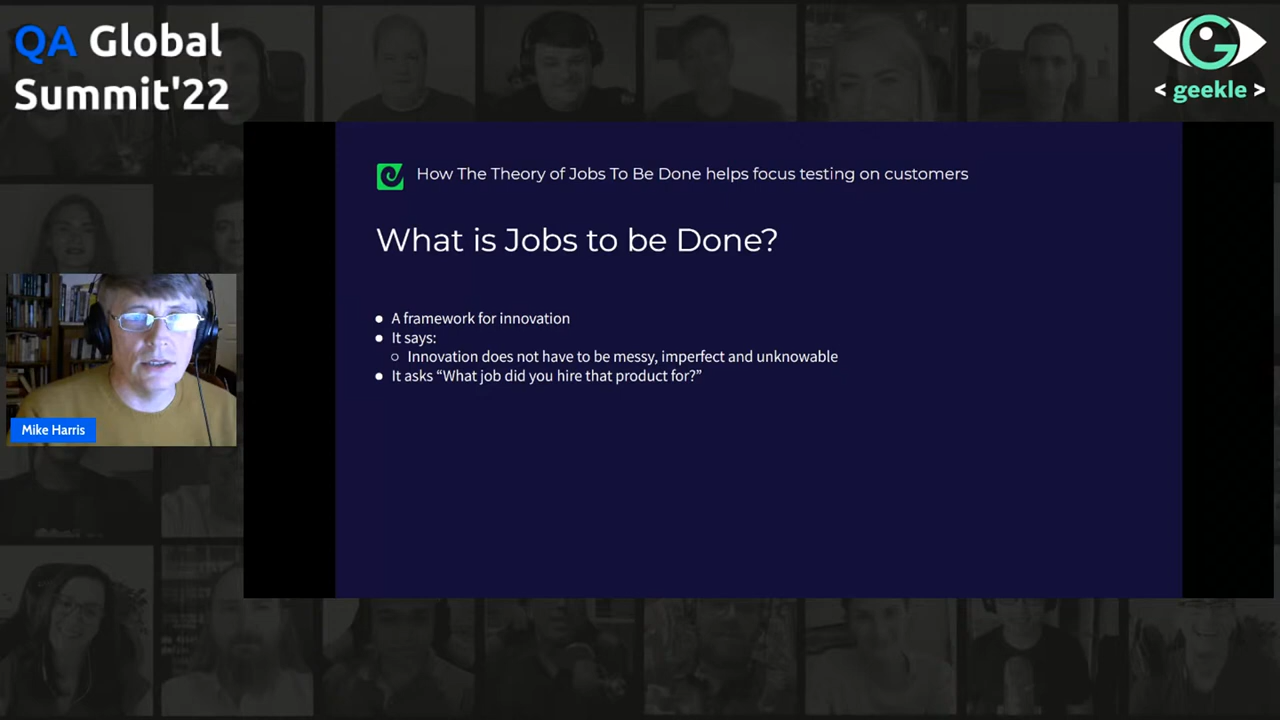 QA Global
Summit'22
< geekle >
How The Theory of Jobs To Be Done helps focus testing on customers
What is Jobs to be Done?
● A framework for innovation
● It says:
○ Innovation does not have to be messy, imperfect and unknowable
● It asks “What job did you hire that product for?”
Mike Harris